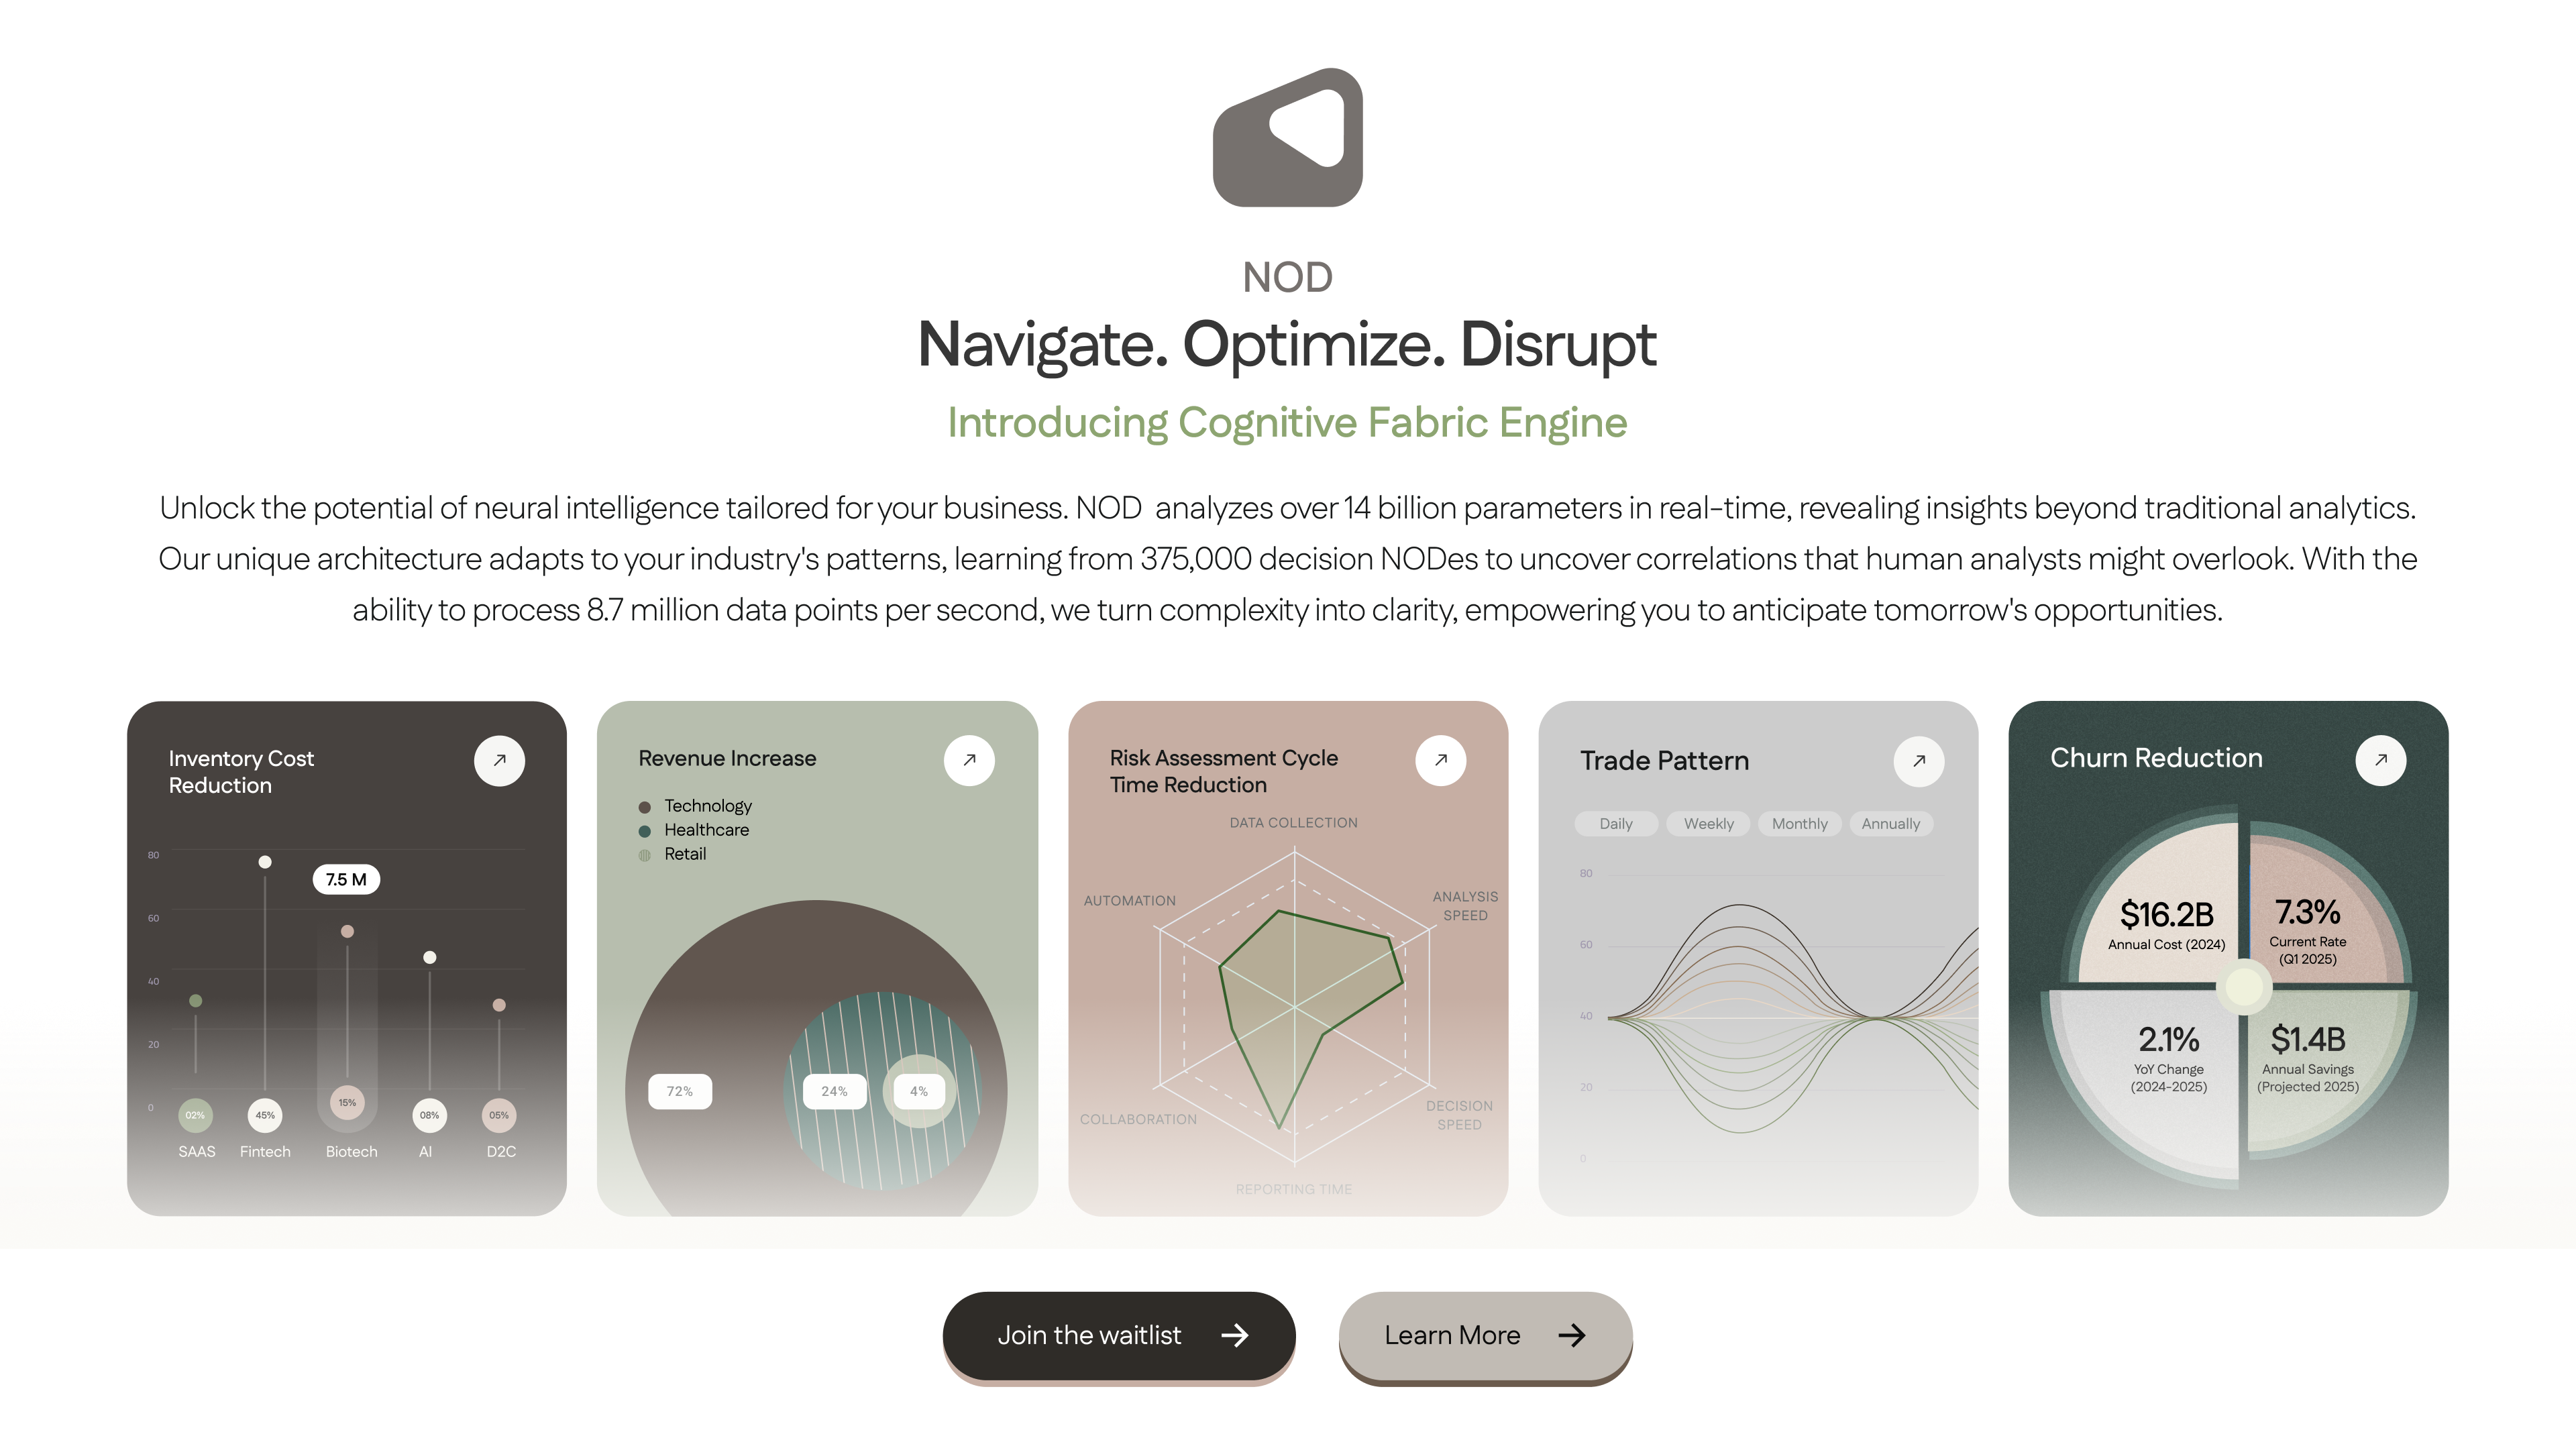 NOD
Navigate. Optimize. Disrupt
Introducing Cognitive Fabric Engine
Unlock the potential of neural intelligence tailored for your business. NOD  analyzes over 14 billion parameters in real-time, revealing insights beyond traditional analytics.
Our unique architecture adapts to your industry's patterns, learning from 375,000 decision NODes to uncover correlations that human analysts might overlook. With the
ability to process 8.7 million data points per second, we turn complexity into clarity, empowering you to anticipate tomorrow's opportunities.
Inventory Cost
Reduction
80
60
40
20
0
7.5 M
02%
45%
15%
08%
05%
SAAS
Fintech
Biotech
AI
D2C
Revenue Increase
Technology
Healthcare
Retail
72%
24%
4%
Risk Assessment Cycle
Time Reduction
DATA COLLECTION
AUTOMATION
ANALYSIS
SPEED
COLLABORATION
DECISION
SPEED
REPORTING TIME
Trade Pattern
Daily
Weekly
Monthly
Annually
80
60
40
20
0
Churn Reduction
$16.2B
Annual Cost (2024)
7.3%
Current Rate
(Q1 2025)
2.1%
YoY Change
(2024-2025)
$1.4B
Annual Savings
(Projected 2025)
Join the waitlist
Learn More